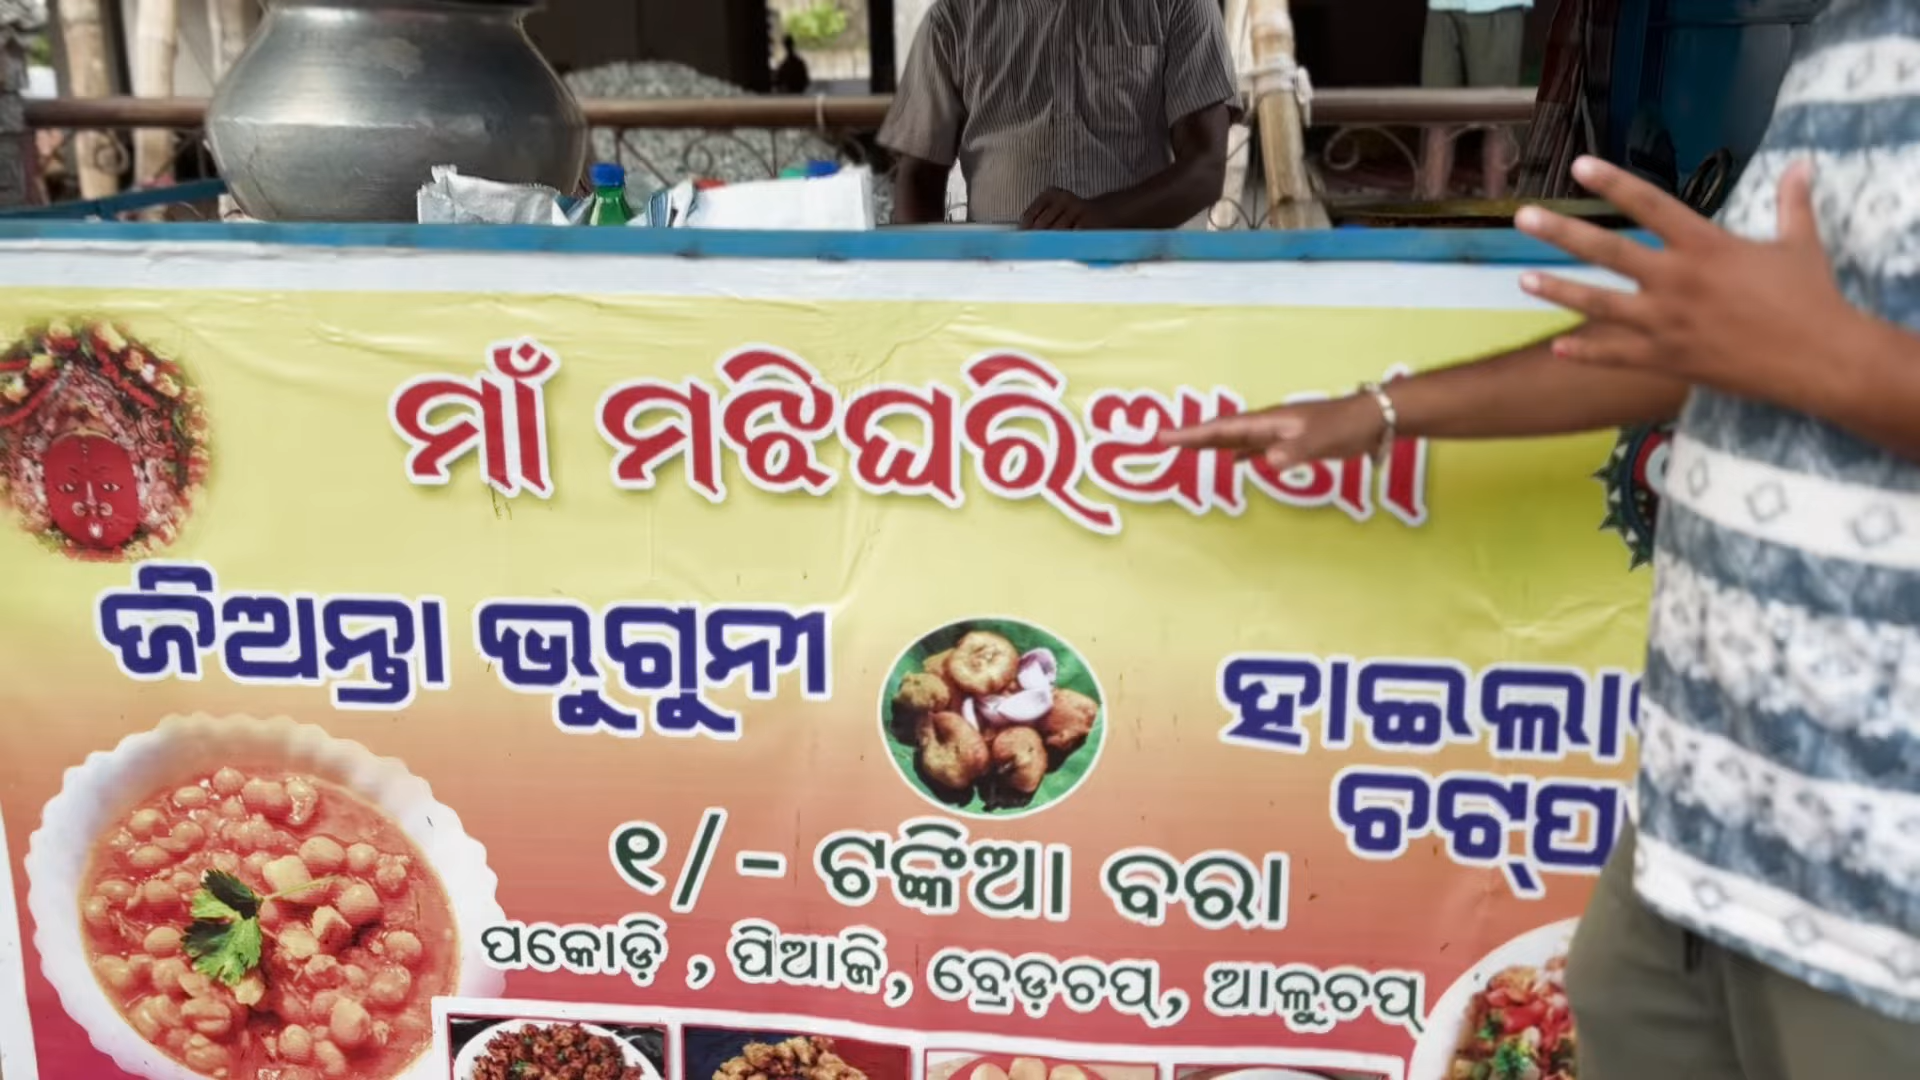 ମାଁ ମଝିଘରିଆଣୀ
ଜିଅନ୍ତା ଭୁଗୁନୀ
୧/- ଟଙ୍କିଆ ବରା
ପକୋଡ଼ି , ପିଆଜି, ବ୍ରେଡ଼ଚପ୍, ଆଳୁଚପ୍